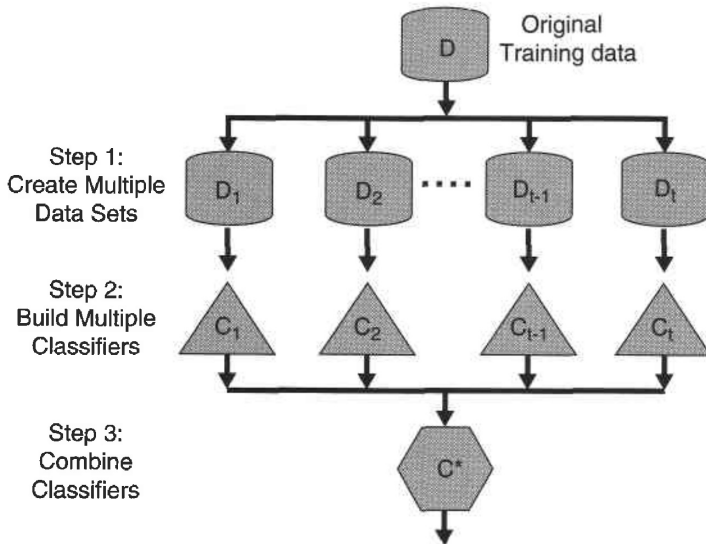 Original
Training data
D
Step 1:
Create Multiple
Data Sets
D₁ D₂ ..... Dₜ₋₁ Dₜ
Step 2:
Build Multiple
Classifiers
C₁ C₂ Cₜ₋₁ Cₜ
Step 3:
Combine
Classifiers
C*